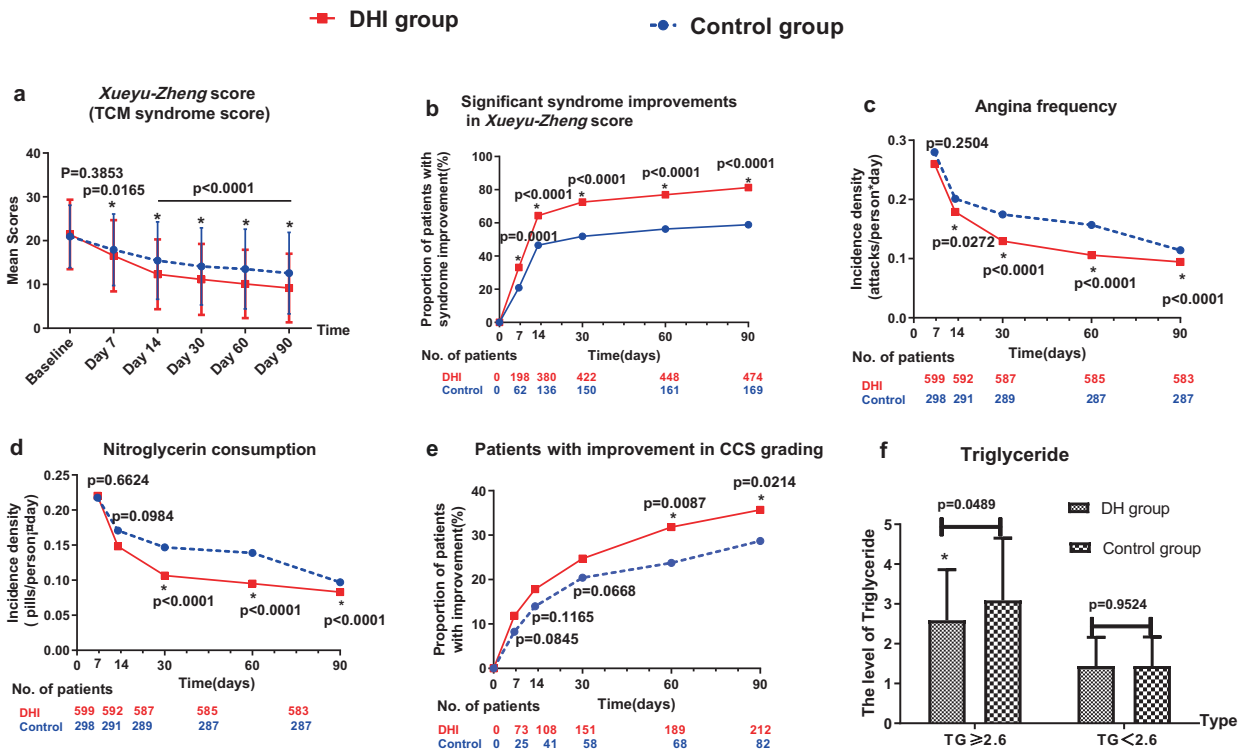 DHI group
Control group
a
Xueyu-Zheng score
(TCM syndrome score)
Mean Scores
40
30
20
10
0
P=0.3853
p=0.0165
p<0.0001
*
*
*
*
*
Time
Baseline
Day 7
Day 14
Day 30
Day 60
Day 90
b
Significant syndrome improvements
in Xueyu-Zheng score
Proportion of patients with
syndrome improvement(%)
100
80
60
40
20
0
p=0.0001
p<0.0001
p<0.0001
p<0.0001
p<0.0001
*
*
*
*
*
0 7 14 30 60 90
No. of patients
Time(days)
DHI 0 198 380 422 448 474
Control 0 62 136 150 161 169
c
Angina frequency
Incidence density
(attacks/person*day)
0.3
0.2
0.1
0.0
p=0.2504
*
p=0.0272
*
p<0.0001
*
p<0.0001
*
p<0.0001
0 7 14 30 60 90
No. of patients
Time(days)
DHI 599 592 587 585 583
Control 298 291 289 287 287
d
Nitroglycerin consumption
Incidence density
( pills/person¤day)
0.25
0.20
0.15
0.10
0.05
0.00
p=0.6624
p=0.0984
*
p<0.0001
*
p<0.0001
*
p<0.0001
0 7 14 30 60 90
Time(days)
No. of patients
DHI 599 592 587 585 583
Control 298 291 289 287 287
e
Patients with improvement in CCS grading
Proportion of patients
with improvement(%)
40
30
20
10
0
p=0.0845
p=0.1165
p=0.0668
p=0.0087
*
p=0.0214
*
0 7 14 30 60 90
Time(days)
No. of patients
DHI 0 73 108 151 189 212
Control 0 25 41 58 68 82
f
Triglyceride
The level of Triglyceride
5
4
3
2
1
0
p=0.0489
*
p=0.9524
DH group
Control group
Type
TG≥2.6
TG<2.6